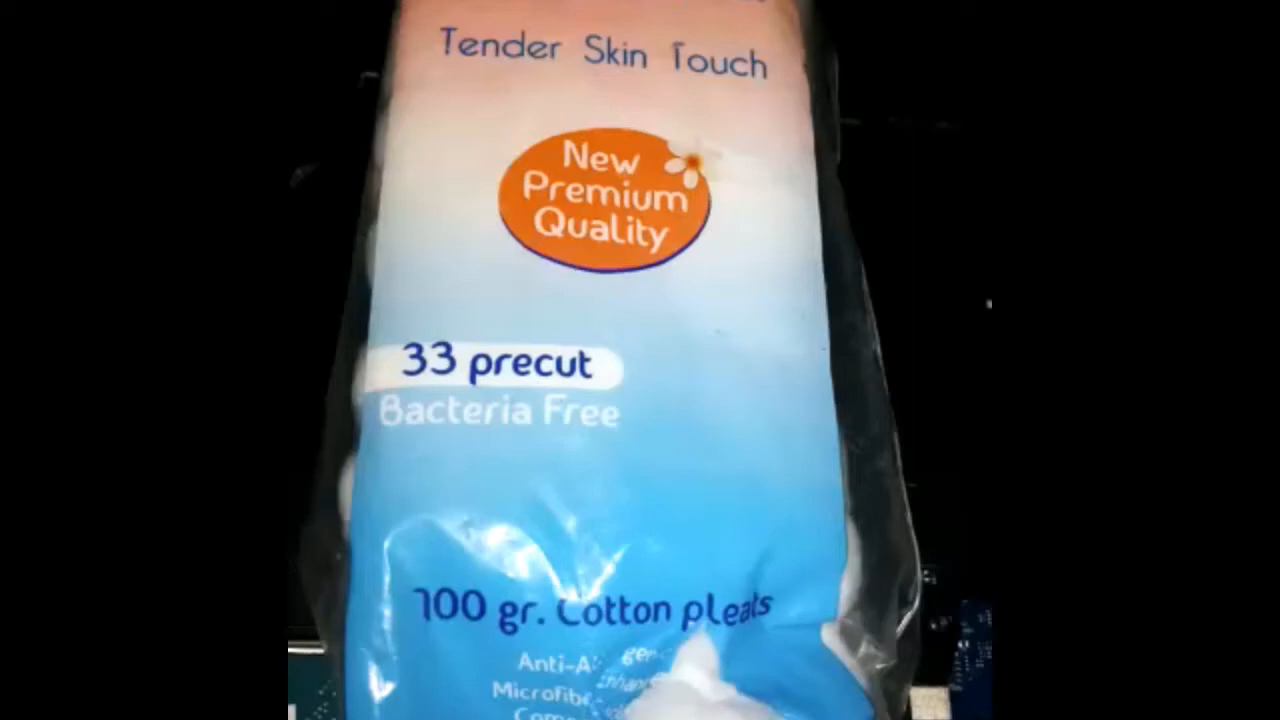 Tender Skin Touch
New
Premium
Quality
33 precut
Bacteria Free
100 gr. Cotton pleats